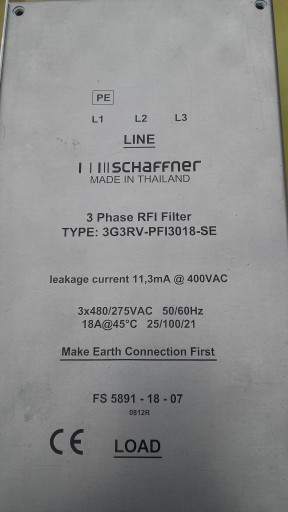 PE
L1 L2 L3
LINE
SCHAFFNER
MADE IN THAILAND
3 Phase RFI Filter
TYPE: 3G3RV-PFI3018-SE
leakage current 11,3mA @ 400VAC
3x480/275VAC 50/60Hz
18A@45°C 25/100/21
Make Earth Connection First
FS 5891 - 18 - 07
0812R
CE LOAD